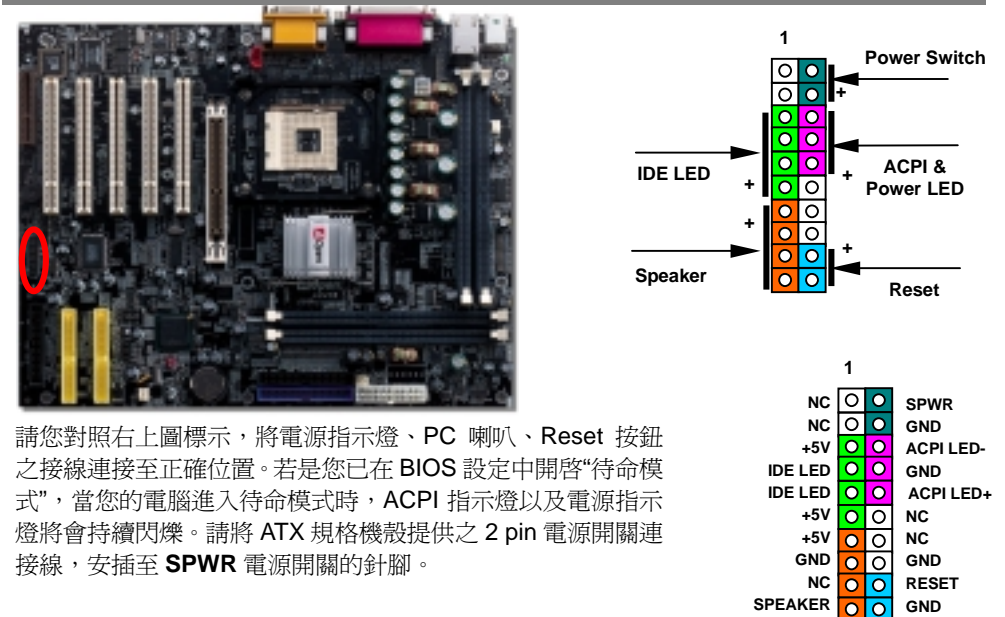 1
Power Switch
+
IDE LED
+
ACPI &
Power LED
+
+
Speaker
+
Reset
AOpen
請您對照右上圖標示，將電源指示燈、PC 喇叭、Reset 按鈕
之接線連接至正確位置。若是您已在 BIOS 設定中開啓“待命模
式”，當您的電腦進入待命模式時，ACPI 指示燈以及電源指示
燈將會持續閃爍。請將 ATX 規格機殼提供之 2 pin 電源開關連
接線，安插至 SPWR 電源開關的針腳。
1
NC SPWR
NC GND
+5V ACPI LED-
IDE LED GND
IDE LED ACPI LED+
+5V NC
+5V NC
GND GND
NC RESET
SPEAKER GND